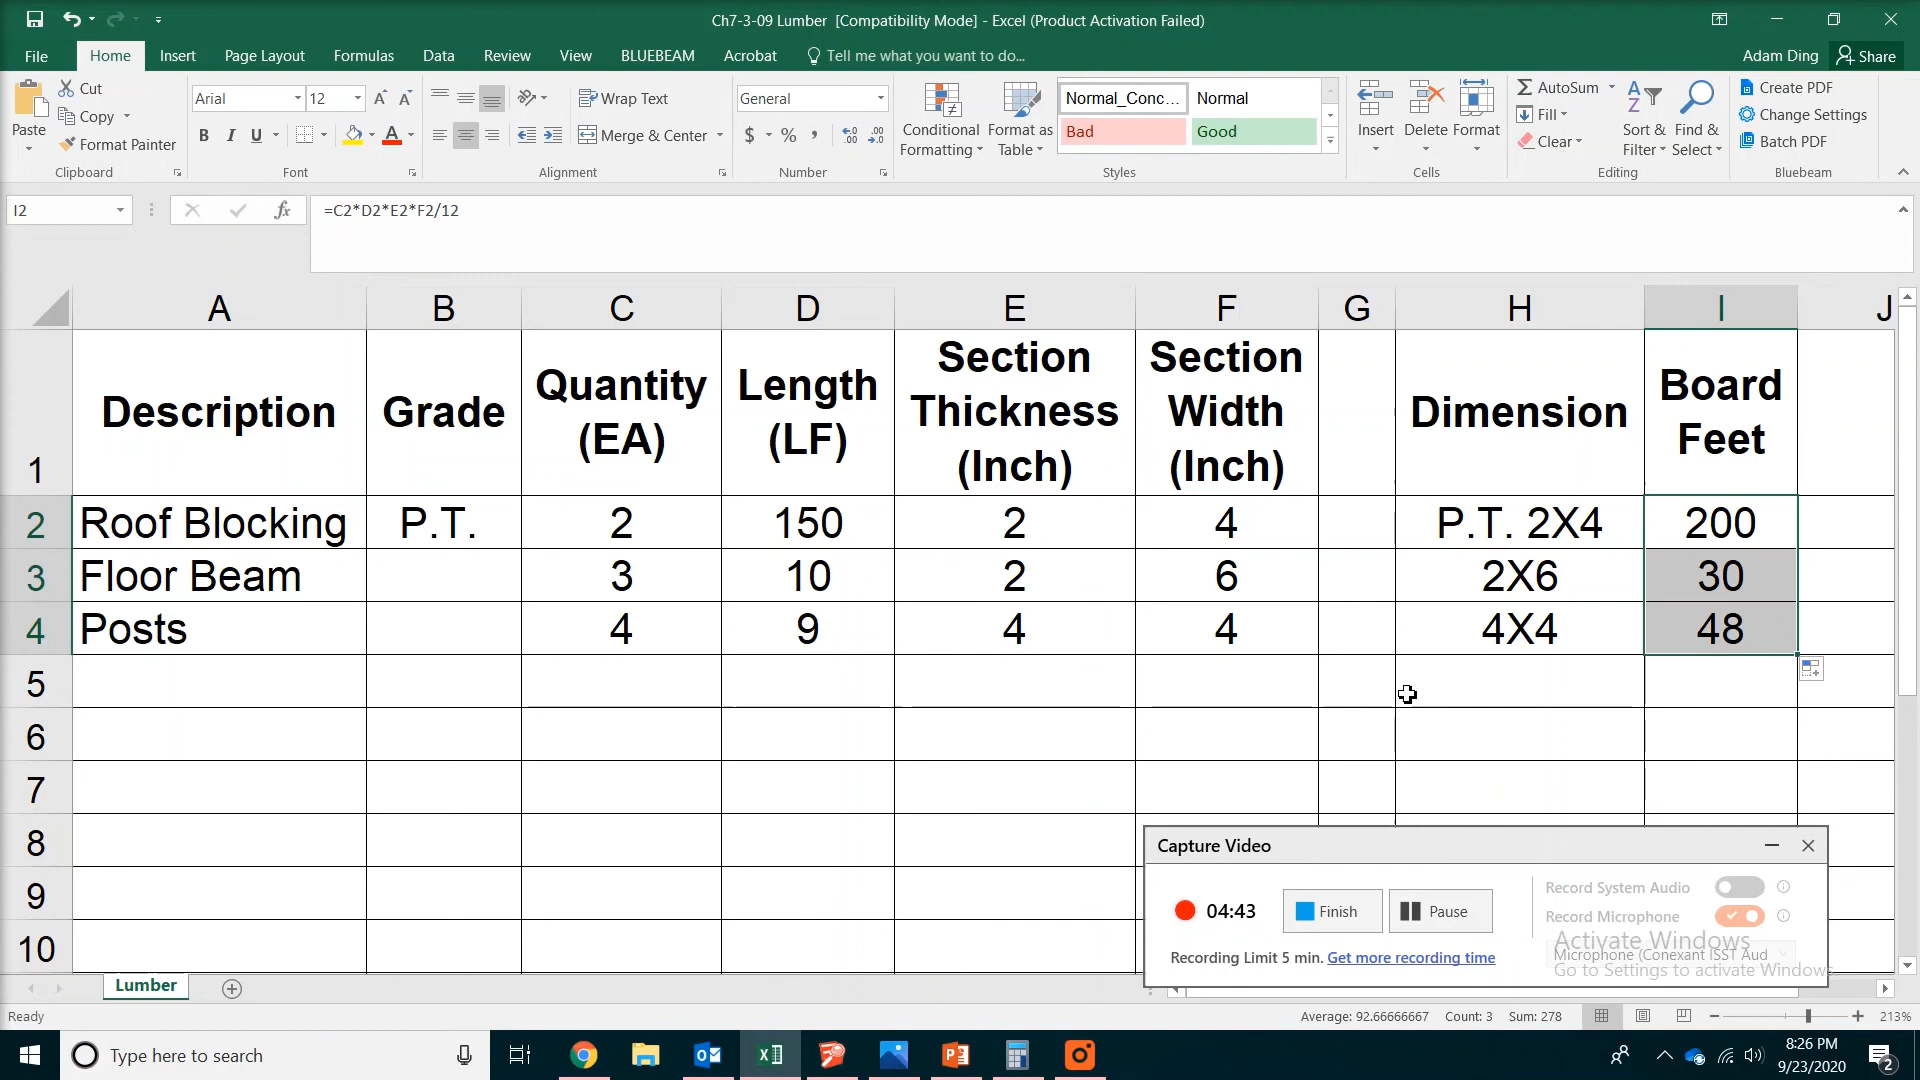 Ch7-3-09 Lumber [Compatibility Mode] - Excel (Product Activation Failed)
File Home Insert Page Layout Formulas Data Review View BLUEBEAM Acrobat Tell me what you want to do... Adam Ding Share
Paste
Cut
Copy
Format Painter
Clipboard
Arial 12
B I U
Font
Wrap Text
Merge & Center
Alignment
General
$ % ,
Number
Conditional Formatting
Format as Table
Normal_Conc... Normal
Bad Good
Styles
Insert Delete Format
Cells
AutoSum
Fill
Clear
Sort & Filter
Find & Select
Editing
Create PDF
Change Settings
Batch PDF
Bluebeam
I2 fx =C2*D2*E2*F2/12
A B C D E F G H I J
1 Description Grade Quantity (EA) Length (LF) Section Thickness (Inch) Section Width (Inch) Dimension Board Feet
2 Roof Blocking P.T. 2 150 2 4 P.T. 2X4 200
3 Floor Beam 3 10 2 6 2X6 30
4 Posts 4 9 4 4 4X4 48
5
6
7
8
9
10
Capture Video
04:43 Finish Pause
Recording Limit 5 min. Get more recording time
Record System Audio
Record Microphone
Microphone (Conexant ISST Aud
Activate Windows
Go to Settings to activate Windows
Lumber
Ready Average: 92.66666667 Count: 3 Sum: 278 213%
Type here to search
8:26 PM
9/23/2020
2